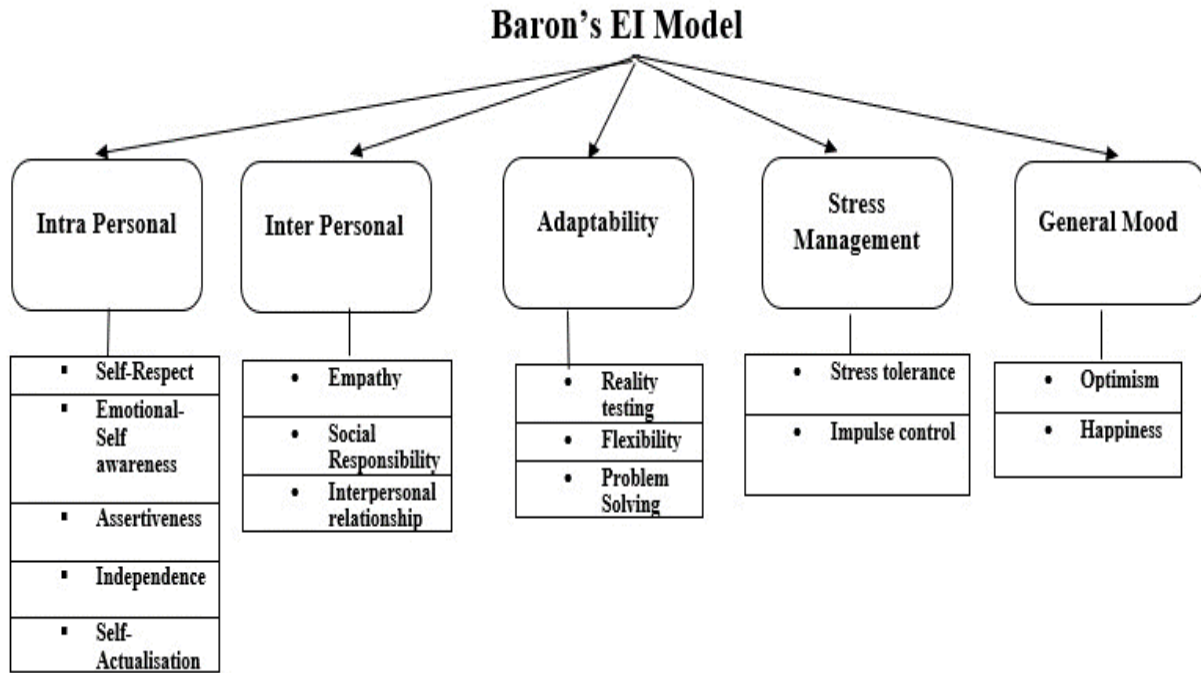 Baron's EI Model
Intra Personal
Inter Personal
Adaptability
Stress
Management
General Mood
▪ Self-Respect
▪ Emotional-
Self
awareness
▪ Assertiveness
▪ Independence
▪ Self-
Actualisation
• Empathy
• Social
Responsibility
• Interpersonal
relationship
• Reality
testing
• Flexibility
• Problem
Solving
• Stress tolerance
• Impulse control
• Optimism
• Happiness